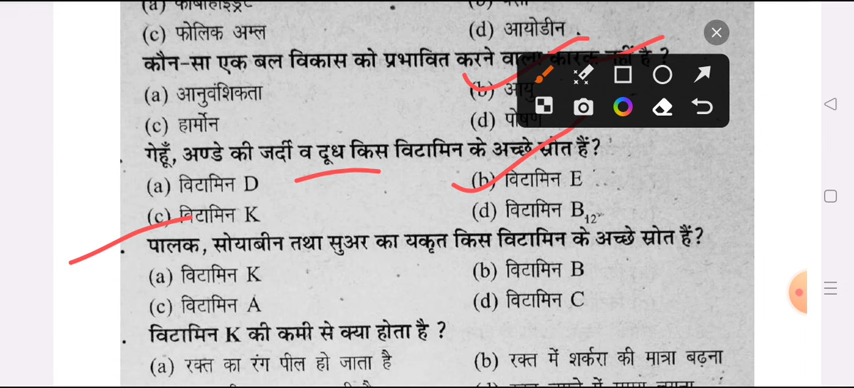 (c) फोलिक अम्ल (d) आयोडीन .
कौन-सा एक बल विकास को प्रभावित करने वाला कारक नहीं है ?
(a) आनुवंशिकता (b) आयु
(c) हार्मोन (d) पोषण
गेहूँ, अण्डे की जर्दी व दूध किस विटामिन के अच्छे स्रोत हैं?
(a) विटामिन D (b) विटामिन E
(c) विटामिन K (d) विटामिन B12
पालक, सोयाबीन तथा सुअर का यकृत किस विटामिन के अच्छे स्रोत हैं?
(a) विटामिन K (b) विटामिन B
(c) विटामिन A (d) विटामिन C
विटामिन K की कमी से क्या होता है ?
(a) रक्त का रंग पील हो जाता है (b) रक्त में शर्करा की मात्रा बढ़ना